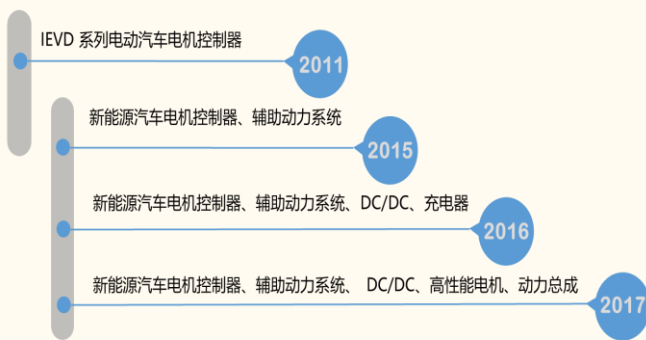 IEVD 系列电动汽车电机控制器
2011
新能源汽车电机控制器、辅助动力系统
2015
新能源汽车电机控制器、辅助动力系统、DC/DC、充电器
2016
新能源汽车电机控制器、辅助动力系统、 DC/DC、高性能电机、动力总成
2017